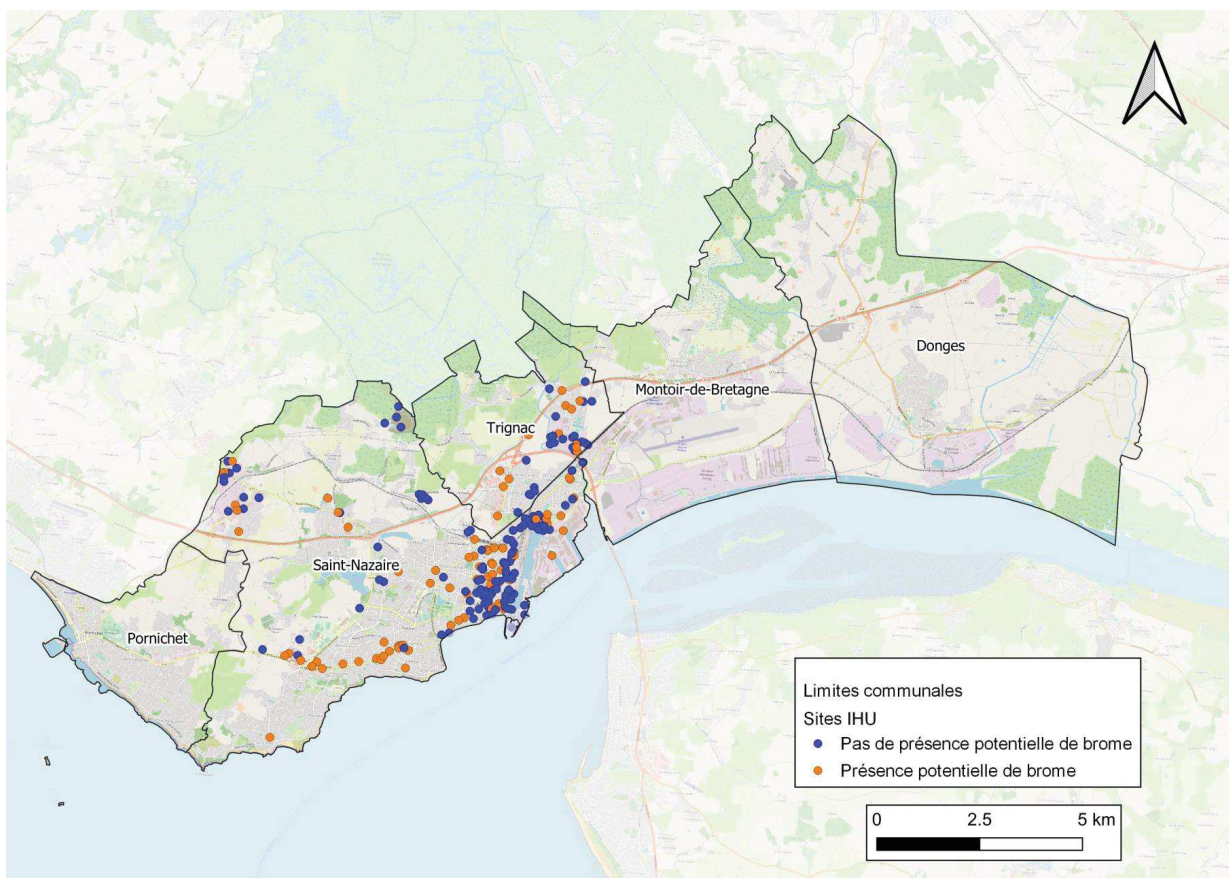 Donges
Montoir-de-Bretagne
Trignac
Saint-Nazaire
Pornichet
Limites communales
Sites IHU
Pas de présence potentielle de brome
Présence potentielle de brome
0 2.5 5 km